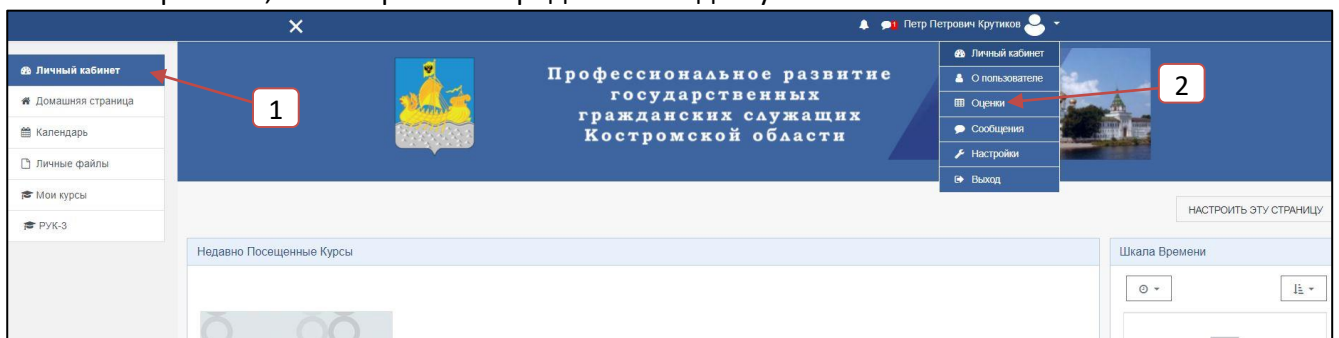 1 Петр Петрович Крутиков
Личный кабинет
Домашняя страница
Календарь
Личные файлы
Мои курсы
РУК-3
1
Профессиональное развитие
государственных
гражданских служащих
Костромской области
Личный кабинет
О пользователе
Оценки
Сообщения
Настройки
Выход
2
НАСТРОИТЬ ЭТУ СТРАНИЦУ
Недавно Посещенные Курсы
Шкала Времени